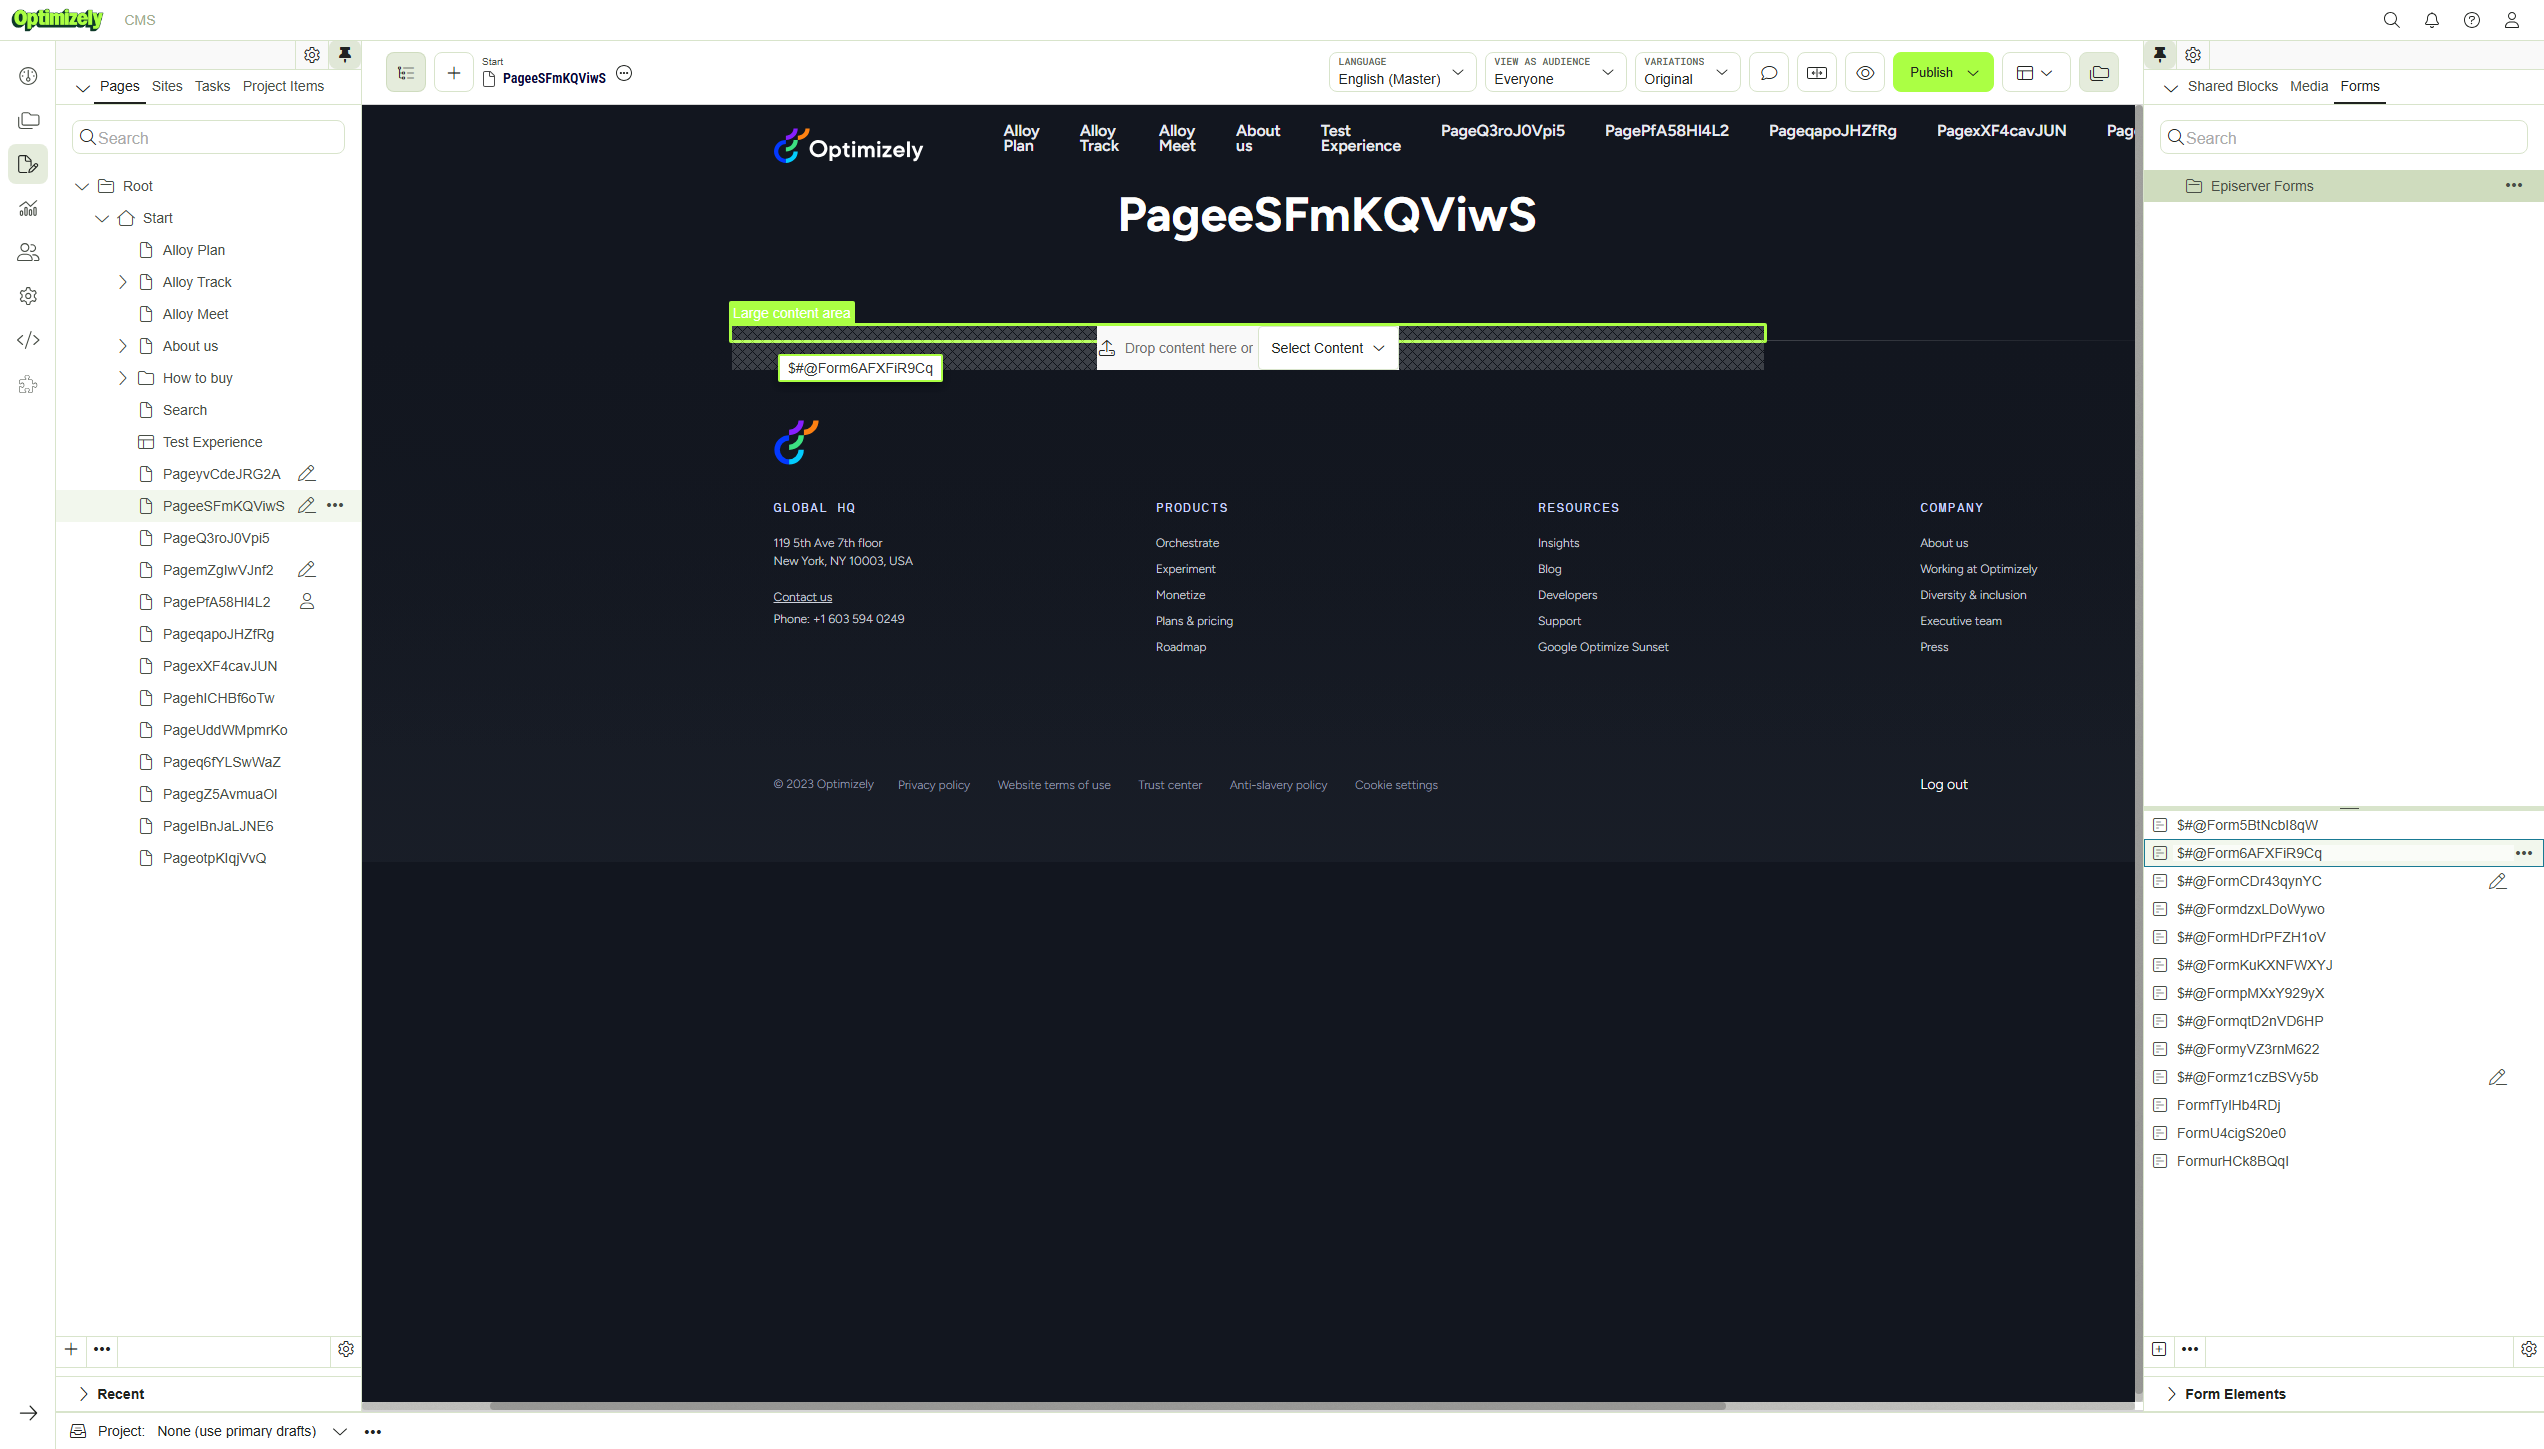 Optimizely
CMS
Pages
Sites
Tasks
Project Items
Search
Root
Start
Alloy Plan
Alloy Track
Alloy Meet
About us
How to buy
Search
Test Experience
PageyvCdeJRG2A
PageeSFmKQViwS
PageQ3roJ0Vpi5
PagemZgIwVJnf2
PagePfA58HI4L2
PageqapoJHZfRg
PagexXF4cavJUN
PagehICHBf6oTw
PageUddWMpmrKo
Pageq6fYLSwWaZ
PagegZ5AvmuaOI
PageIBnJaLJNE6
PageotpKIqjVvQ
Recent
Project: None (use primary drafts)
Start
PageeSFmKQViwS
LANGUAGE
English (Master)
VIEW AS AUDIENCE
Everyone
VARIATIONS
Original
Publish
Optimizely
Alloy Plan
Alloy Track
Alloy Meet
About us
Test Experience
PageQ3roJ0Vpi5
PagePfA58HI4L2
PageqapoJHZfRg
PagexXF4cavJUN
Page
PageeSFmKQViwS
Large content area
Drop content here or
Select Content
$#@Form6AFXFiR9Cq
GLOBAL HQ
119 5th Ave 7th floor
New York, NY 10003, USA
Contact us
Phone: +1 603 594 0249
PRODUCTS
Orchestrate
Experiment
Monetize
Plans & pricing
Roadmap
RESOURCES
Insights
Blog
Developers
Support
Google Optimize Sunset
COMPANY
About us
Working at Optimizely
Diversity & inclusion
Executive team
Press
© 2023 Optimizely
Privacy policy
Website terms of use
Trust center
Anti-slavery policy
Cookie settings
Log out
Shared Blocks
Media
Forms
Search
Episerver Forms
$#@Form5BtNcbI8qW
$#@Form6AFXFiR9Cq
$#@FormCDr43qynYC
$#@FormdzxLDoWywo
$#@FormHDrPFZH1oV
$#@FormKuKXNFWXYJ
$#@FormpMXxY929yX
$#@FormqtD2nVD6HP
$#@FormyVZ3rnM622
$#@Formz1czBSVy5b
FormfTylHb4RDj
FormU4cigS20e0
FormurHCk8BQqI
Form Elements